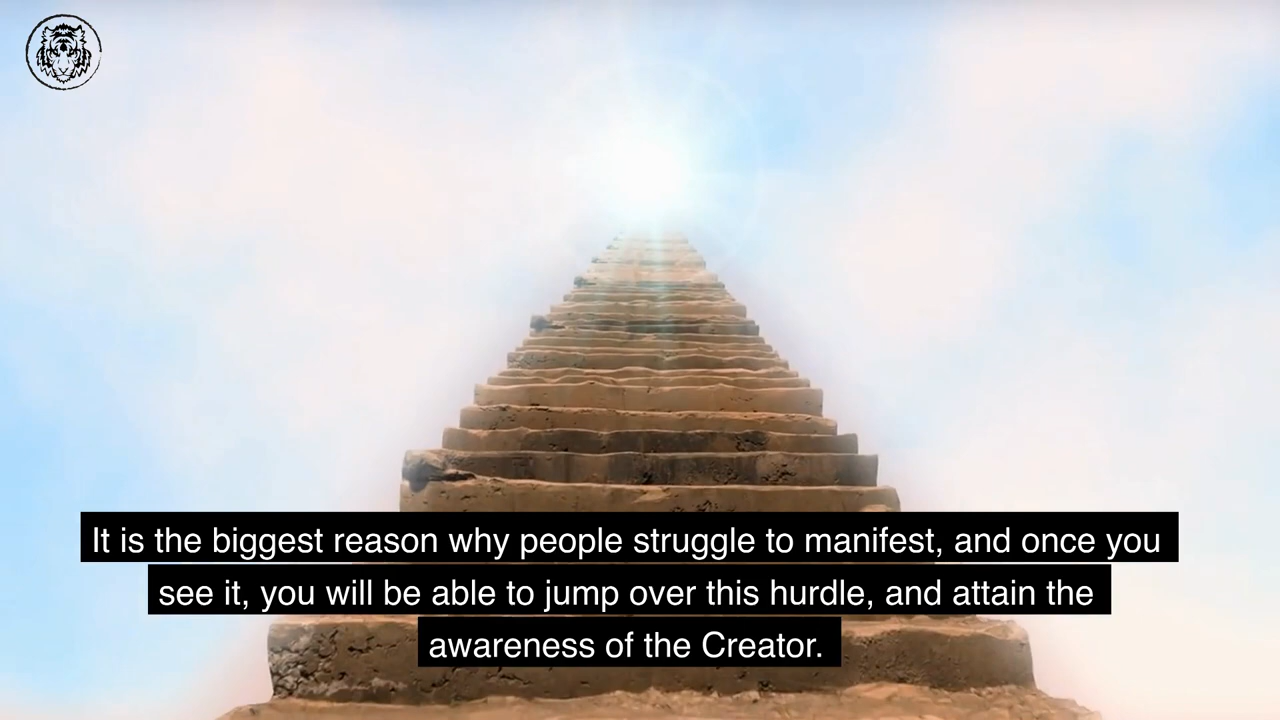 It is the biggest reason why people struggle to manifest, and once you
see it, you will be able to jump over this hurdle, and attain the
awareness of the Creator.